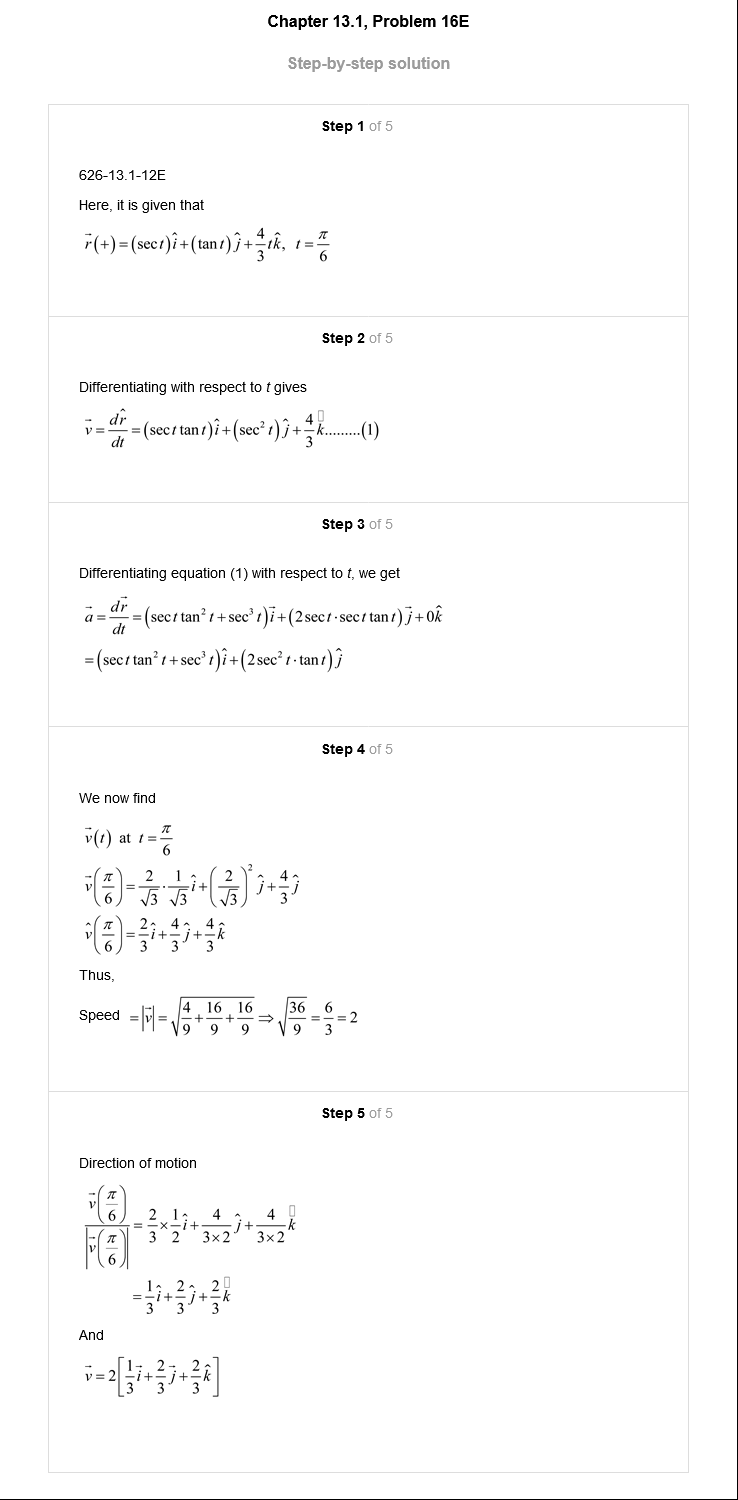 Chapter 13.1, Problem 16E
Step-by-step solution
Step 1 of 5
626-13.1-12E
Here, it is given that
$\vec{r}(+) = (\sec t)\hat{i} + (\tan t)\hat{j} + \frac{4}{3}t\hat{k}, \; t = \frac{\pi}{6}$
Step 2 of 5
Differentiating with respect to t gives
$\vec{v} = \frac{d\hat{r}}{dt} = (\sec t \tan t)\hat{i} + (\sec^2 t)\hat{j} + \frac{4}{3}\overset{▯}{k}.........(1)$
Step 3 of 5
Differentiating equation (1) with respect to t, we get
$\vec{a} = \frac{d\vec{r}}{dt} = (\sec t \tan^2 t + \sec^3 t)\vec{i} + (2\sec t \cdot \sec t \tan t)\vec{j} + 0\hat{k}$
$= (\sec t \tan^2 t + \sec^3 t)\hat{i} + (2\sec^2 t \cdot \tan t)\hat{j}$
Step 4 of 5
We now find
$\vec{v}(t)$ at $t = \frac{\pi}{6}$
$\vec{v}\left(\frac{\pi}{6}\right) = \frac{2}{\sqrt{3}} \cdot \frac{1}{\sqrt{3}}\hat{i} + \left(\frac{2}{\sqrt{3}}\right)^2 \hat{j} + \frac{4}{3}\hat{j}$
$\hat{v}\left(\frac{\pi}{6}\right) = \frac{2}{3}\hat{i} + \frac{4}{3}\hat{j} + \frac{4}{3}\hat{k}$
Thus,
Speed $= |\vec{v}| = \sqrt{\frac{4}{9} + \frac{16}{9} + \frac{16}{9}} \Rightarrow \sqrt{\frac{36}{9}} = \frac{6}{3} = 2$
Step 5 of 5
Direction of motion
$\frac{\vec{v}\left(\frac{\pi}{6}\right)}{\left|\vec{v}\left(\frac{\pi}{6}\right)\right|} = \frac{2}{3} \times \frac{1}{2}\hat{i} + \frac{4}{3 \times 2}\hat{j} + \frac{4}{3 \times 2}\overset{▯}{k}$
$= \frac{1}{3}\hat{i} + \frac{2}{3}\hat{j} + \frac{2}{3}\overset{▯}{k}$
And
$\vec{v} = 2\left[\frac{1}{3}\vec{i} + \frac{2}{3}\vec{j} + \frac{2}{3}\hat{k}\right]$